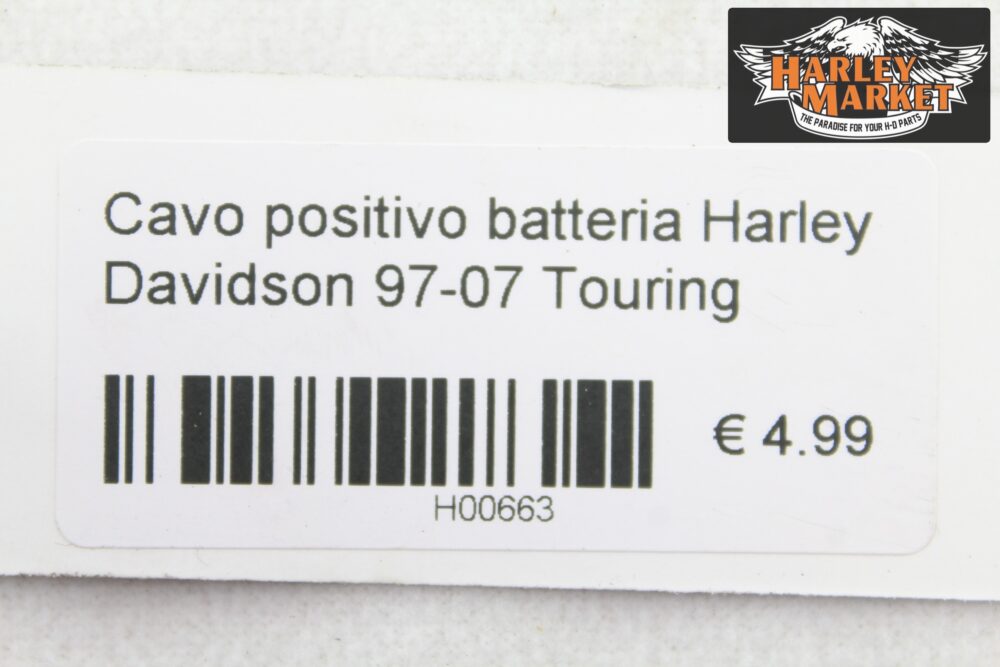 HARLEY
MARKET
THE PARADISE FOR YOUR H-D PARTS
Cavo positivo batteria Harley
Davidson 97-07 Touring
€ 4.99
H00663